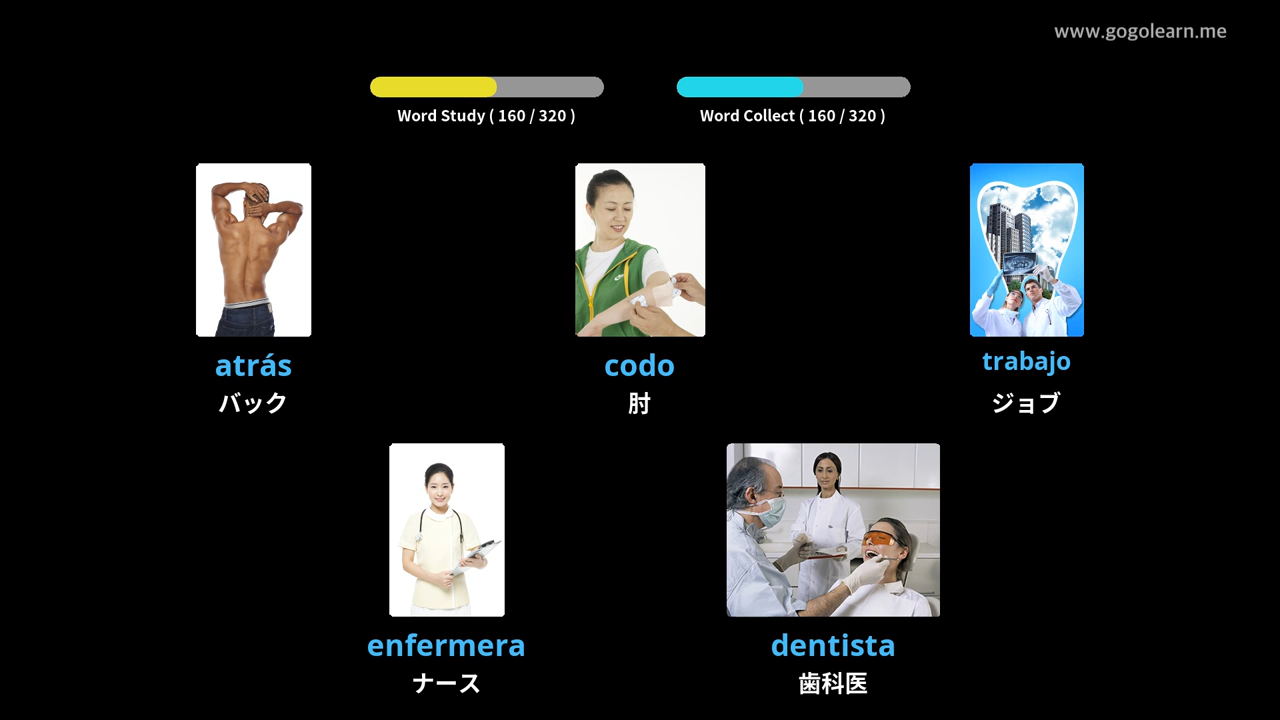 www.gogolearn.me
Word Study ( 160 / 320 )
Word Collect ( 160 / 320 )
atrás
バック
codo
肘
trabajo
ジョブ
enfermera
ナース
dentista
歯科医